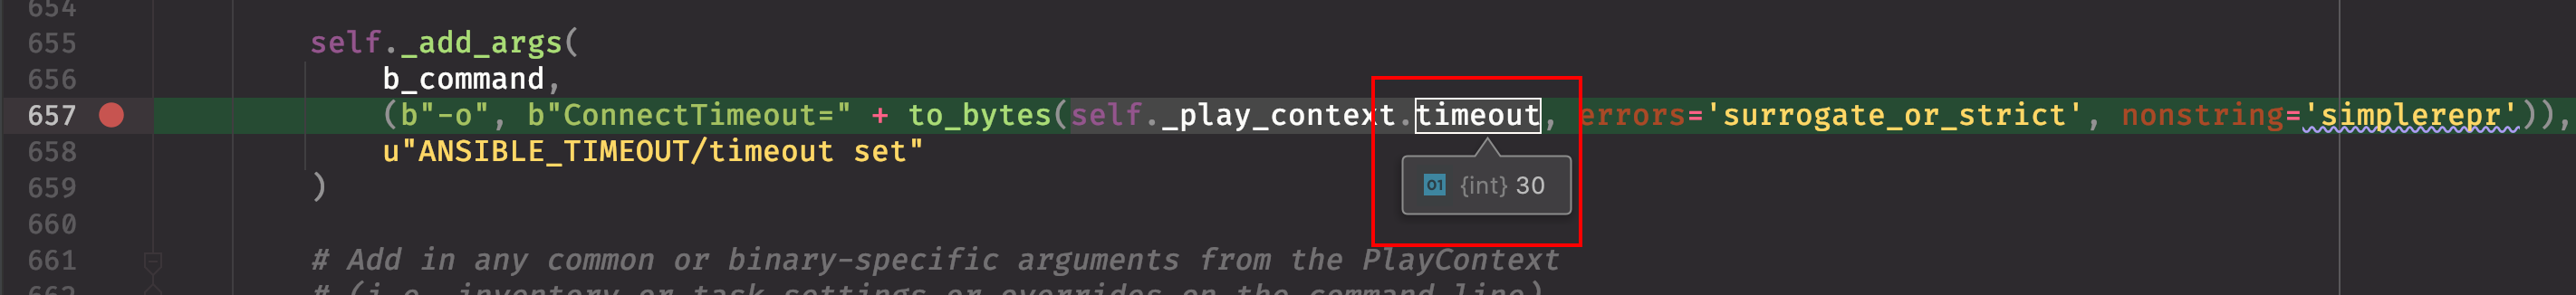 654
655 self._add_args(
656 b_command,
657 (b"-o", b"ConnectTimeout=" + to_bytes(self._play_context.timeout, errors='surrogate_or_strict', nonstring='simplerepr')),
658 u"ANSIBLE_TIMEOUT/timeout set"
01 {int} 30
659 )
660
661 # Add in any common or binary-specific arguments from the PlayContext
662 # (i.e. inventory or task settings or overrides on the command line)